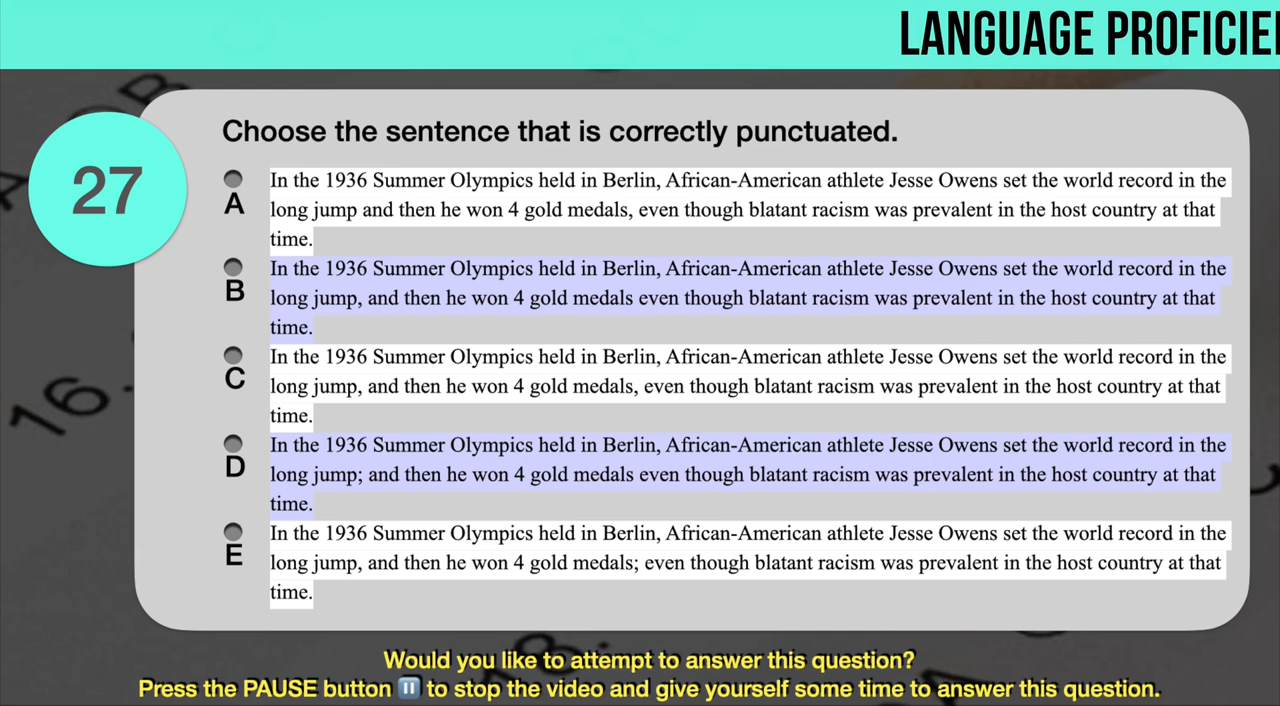 LANGUAGE PROFICIE
27
Choose the sentence that is correctly punctuated.
A
In the 1936 Summer Olympics held in Berlin, African-American athlete Jesse Owens set the world record in the
long jump and then he won 4 gold medals, even though blatant racism was prevalent in the host country at that
time.
B
In the 1936 Summer Olympics held in Berlin, African-American athlete Jesse Owens set the world record in the
long jump, and then he won 4 gold medals even though blatant racism was prevalent in the host country at that
time.
C
In the 1936 Summer Olympics held in Berlin, African-American athlete Jesse Owens set the world record in the
long jump, and then he won 4 gold medals, even though blatant racism was prevalent in the host country at that
time.
D
In the 1936 Summer Olympics held in Berlin, African-American athlete Jesse Owens set the world record in the
long jump; and then he won 4 gold medals even though blatant racism was prevalent in the host country at that
time.
E
In the 1936 Summer Olympics held in Berlin, African-American athlete Jesse Owens set the world record in the
long jump, and then he won 4 gold medals; even though blatant racism was prevalent in the host country at that
time.
16.
18.
Would you like to attempt to answer this question?
Press the PAUSE button ⏸ to stop the video and give yourself some time to answer this question.